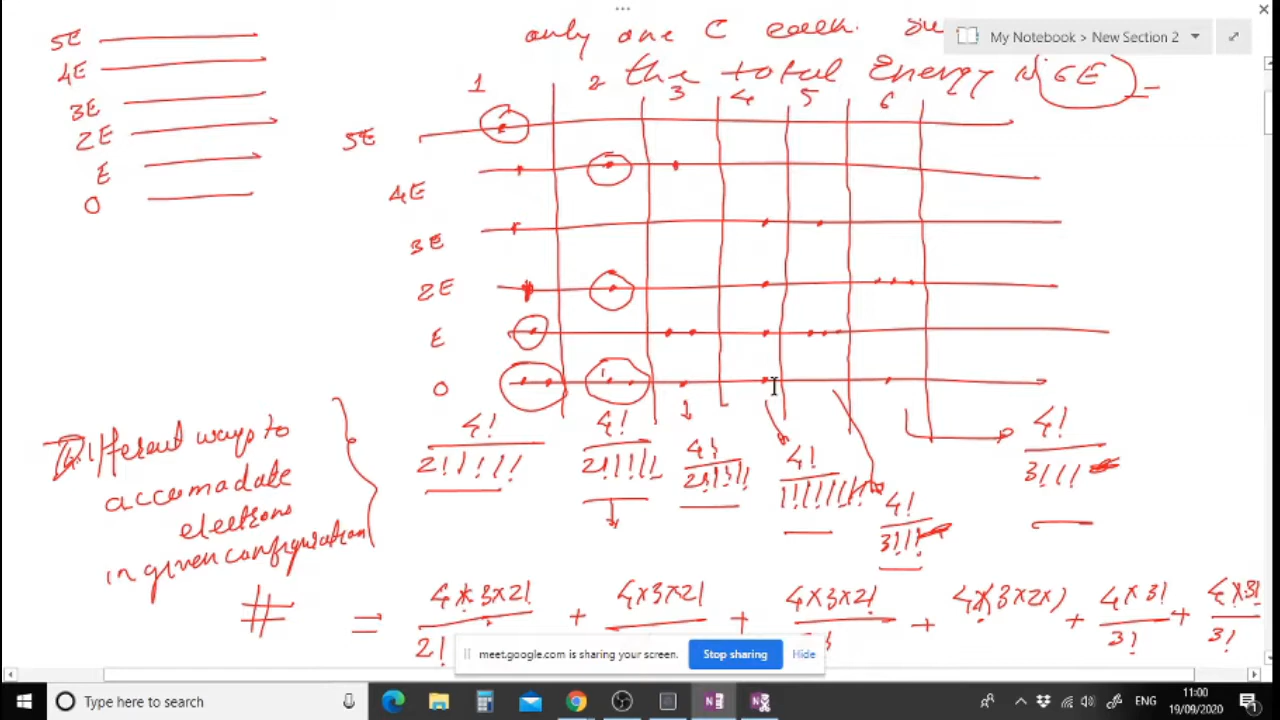 only one C each.
My Notebook > New Section 2
the total Energy is 6E
5E
4E
3E
2E
E
0
1 2 3 4 5 6
5E
4E
3E
2E
E
0
Different ways to
accomadate
electrons
in given configuration
4!
2!1!1!
4!
2!1!1!
4!
2!1!1!
4!
1!1!1!1!
4!
3!1!
4!
3!1!
# = 4×3×2! + 4×3×2! + 4×3×2! + 4×(3×2×) + 4×3! + 4×3!
2! 3! 3!
meet.google.com is sharing your screen.
Stop sharing
Hide
Type here to search
ENG
11:00
19/09/2020
1